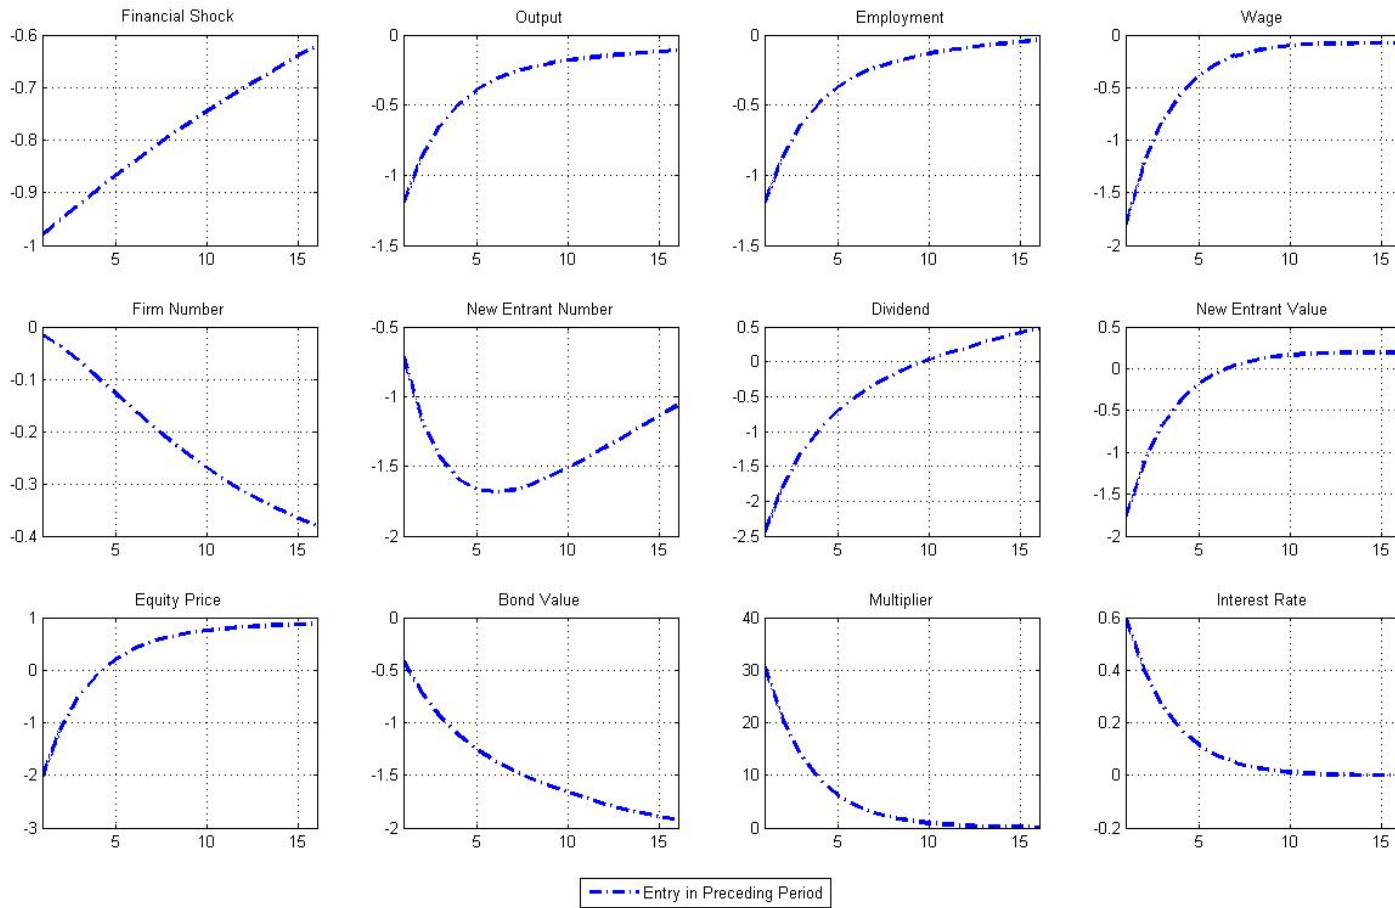 Financial Shock
-0.6
-0.7
-0.8
-0.9
-1
5 10 15
Output
0
-0.5
-1
-1.5
5 10 15
Employment
0
-0.5
-1
-1.5
5 10 15
Wage
0
-0.5
-1
-1.5
-2
5 10 15
Firm Number
0
-0.1
-0.2
-0.3
-0.4
5 10 15
New Entrant Number
-0.5
-1
-1.5
-2
5 10 15
Dividend
0.5
0
-0.5
-1
-1.5
-2
-2.5
5 10 15
New Entrant Value
0.5
0
-0.5
-1
-1.5
-2
5 10 15
Equity Price
1
0
-1
-2
-3
5 10 15
Bond Value
0
-0.5
-1
-1.5
-2
5 10 15
Multiplier
40
30
20
10
0
5 10 15
Interest Rate
0.6
0.4
0.2
0
-0.2
5 10 15
Entry in Preceding Period